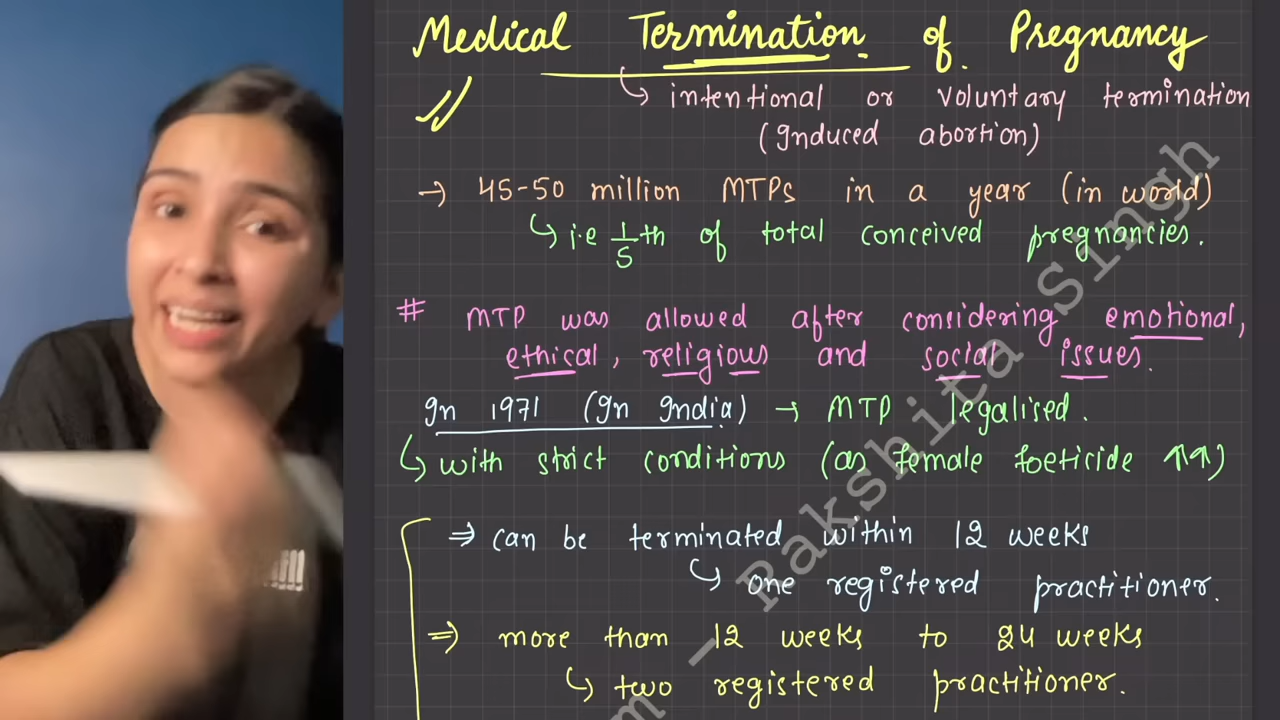 Medical Termination of Pregnancy
↳ intentional or voluntary termination
(Induced abortion)
→ 45-50 million MTPs in a year (in world)
↳ i.e 1/5th of total conceived pregnancies.
# MTP was allowed after considering emotional,
ethical, religious and social issues.
In 1971 (In India) → MTP legalised.
↳ with strict conditions (as female foeticide ↑↑)
⇒ can be terminated within 12 weeks
↳ one registered practitioner.
⇒ more than 12 weeks to 24 weeks
↳ two registered practitioner.
- Rakshita Singh